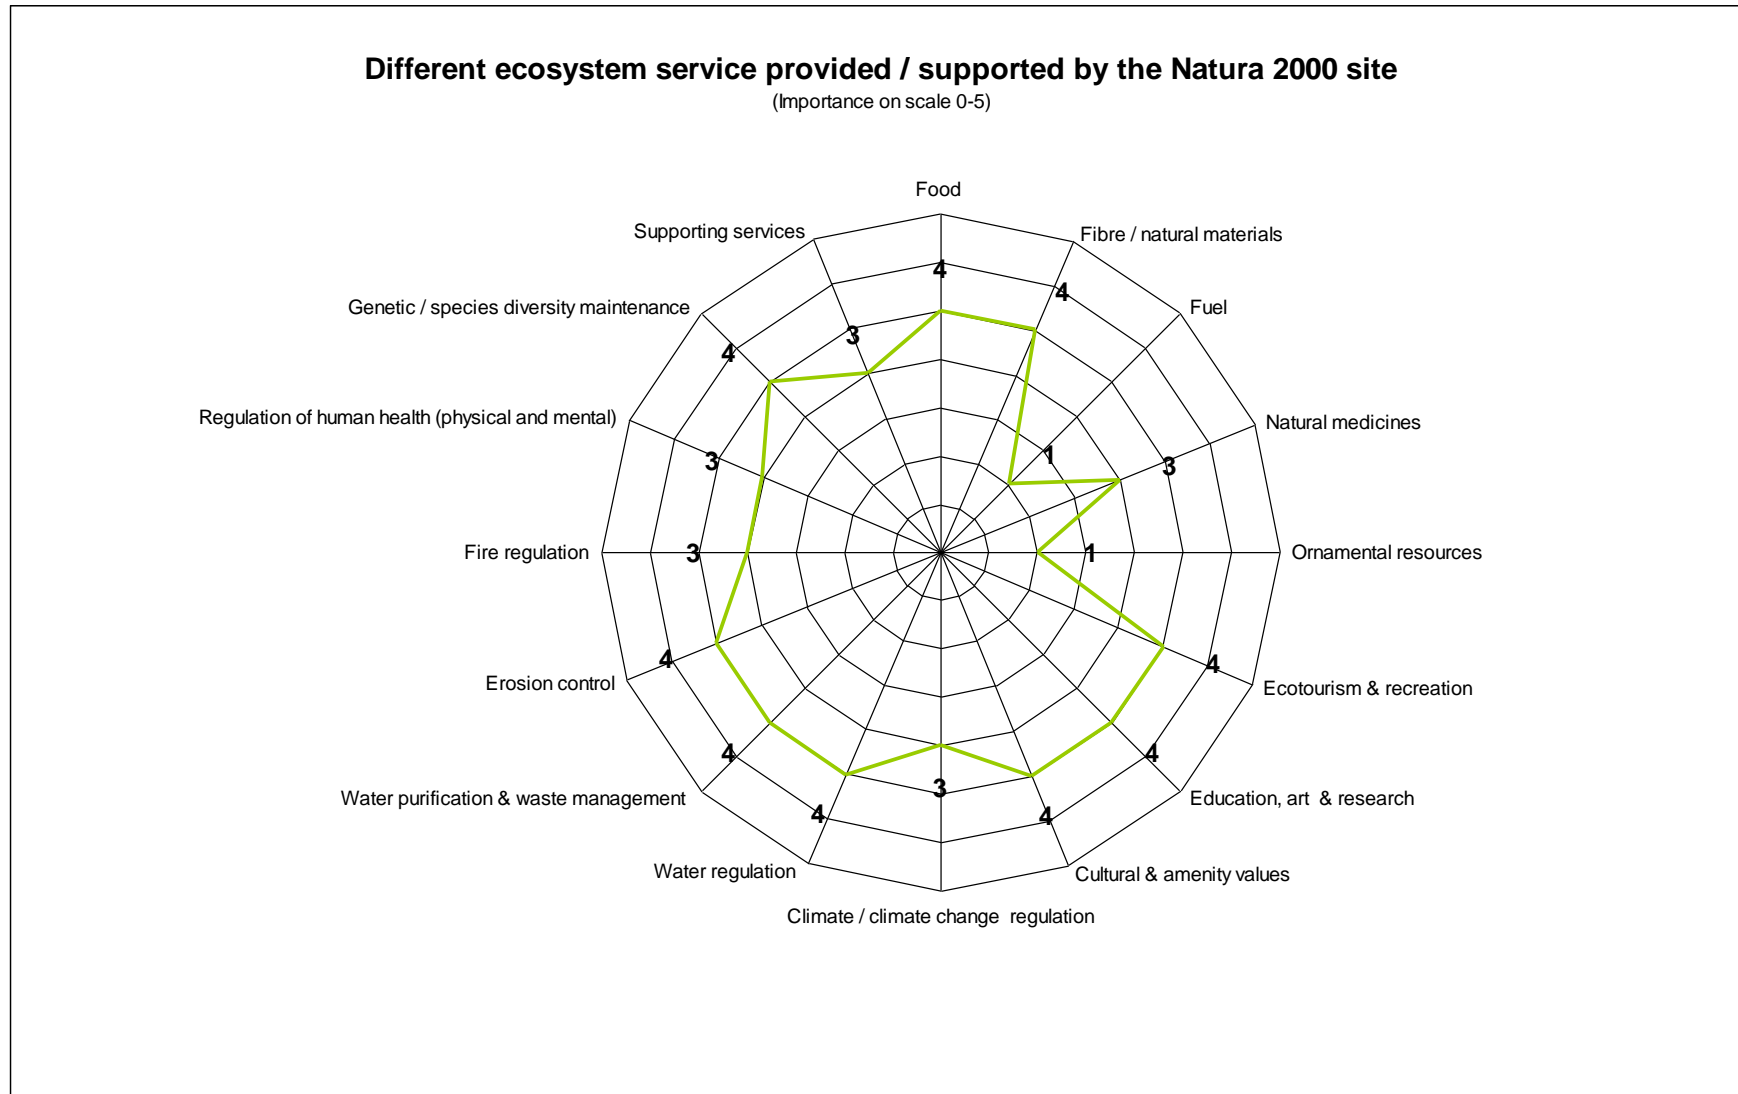 Different ecosystem service provided / supported by the Natura 2000 site
(Importance on scale 0-5)
Food
Supporting services
Fibre / natural materials
4
4
Genetic / species diversity maintenance
Fuel
3
4
Regulation of human health (physical and mental)
Natural medicines
1
3
3
Fire regulation
3
1
Ornamental resources
4
4
Erosion control
Ecotourism & recreation
4
4
Water purification & waste management
3
Education, art & research
4
4
Water regulation
Cultural & amenity values
Climate / climate change regulation